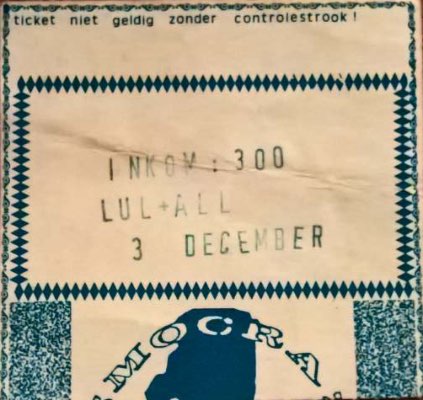 ticket niet geldig zonder controlestrook!
INKOM: 300
LUL+ALL
3 DECEMBER
MOCRA